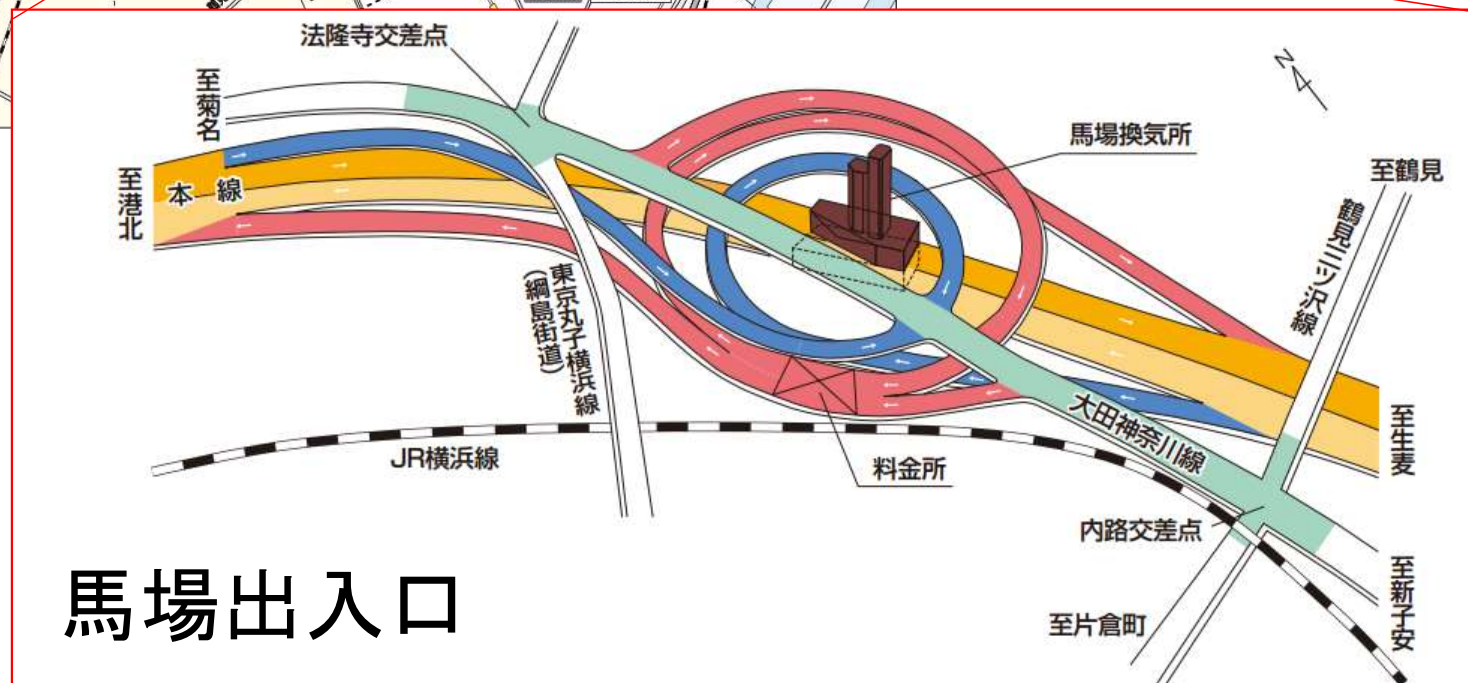 法隆寺交差点
至菊名
至港北
本線
馬場換気所
N
至鶴見
鶴見三ツ沢線
東京丸子横浜線
(綱島街道)
JR横浜線
料金所
大田神奈川線
至生麦
内路交差点
至片倉町
至新子安
馬場出入口